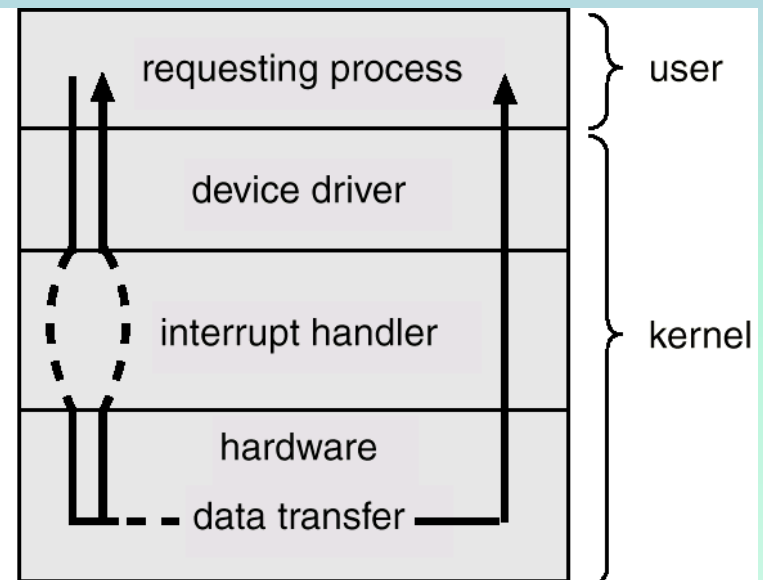 requesting process
user
device driver
interrupt handler
kernel
hardware
data transfer